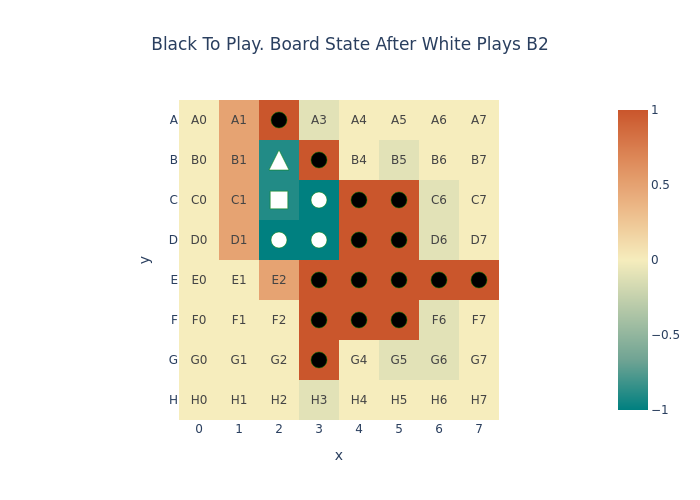 Black To Play. Board State After White Plays B2
A A0 A1 A3 A4 A5 A6 A7
B B0 B1 B4 B5 B6 B7
C C0 C1 C6 C7
D D0 D1 D6 D7
E E0 E1 E2
F F0 F1 F2 F6 F7
G G0 G1 G2 G4 G5 G6 G7
H H0 H1 H2 H3 H4 H5 H6 H7
0 1 2 3 4 5 6 7
x
y
1
0.5
0
−0.5
−1